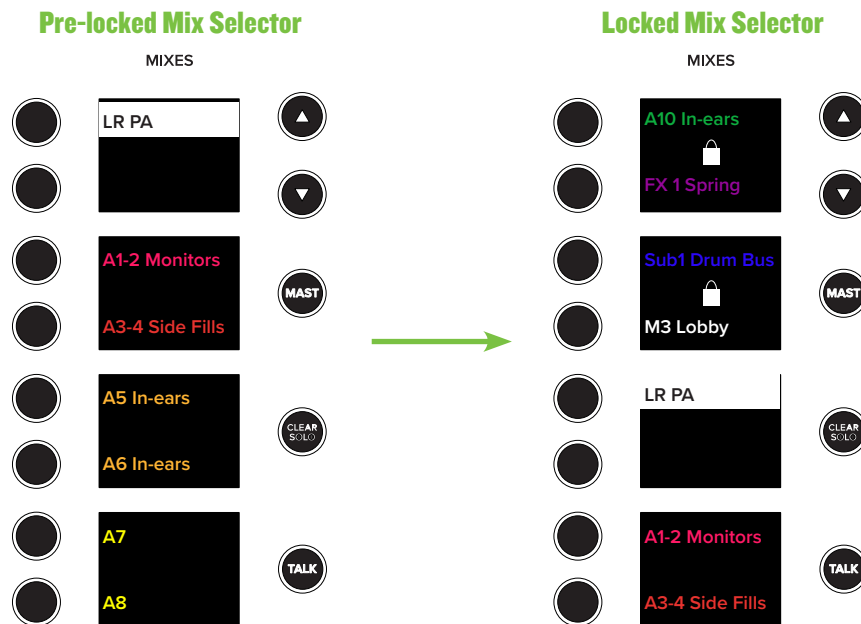 Pre-locked Mix Selector
MIXES
LR PA
A1-2 Monitors
MAST
A3-4 Side Fills
A5 In-ears
CLEAR
SOLO
A6 In-ears
A7
TALK
A8
Locked Mix Selector
MIXES
A10 In-ears
FX 1 Spring
Sub1 Drum Bus
MAST
M3 Lobby
LR PA
CLEAR
SOLO
A1-2 Monitors
TALK
A3-4 Side Fills